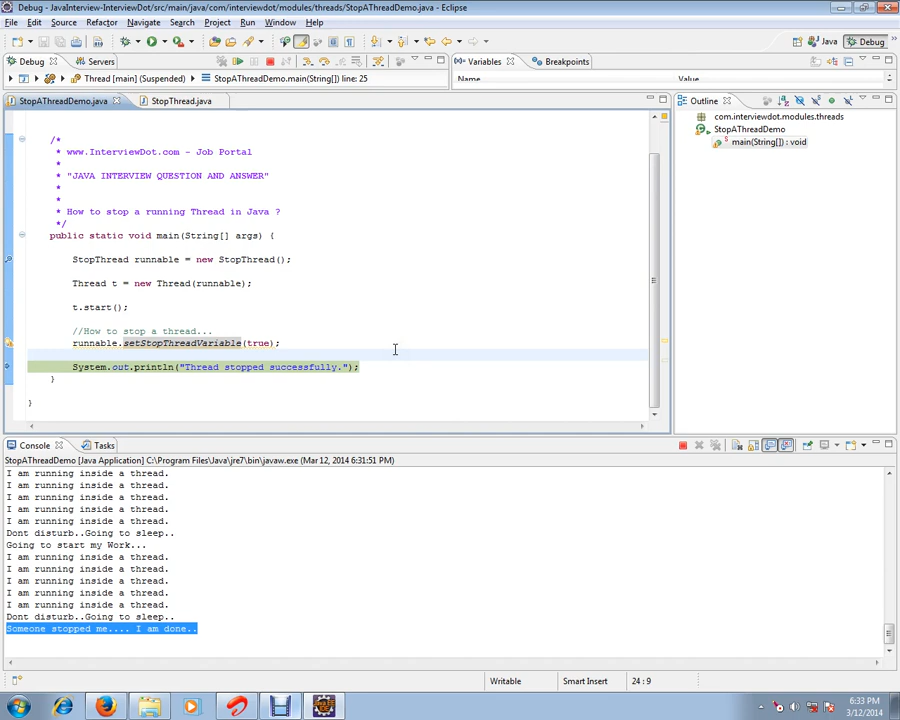 Debug - JavaInterview-InterviewDot/src/main/java/com/interviewdot/modules/threads/StopAThreadDemo.java - Eclipse
File Edit Source Refactor Navigate Search Project Run Window Help
Java Debug
Debug Servers
Variables Breakpoints
Thread [main] (Suspended) StopAThreadDemo.main(String[]) line: 25
Name Value
StopAThreadDemo.java StopThread.java
Outline
com.interviewdot.modules.threads
StopAThreadDemo
main(String[]) : void
/*
* www.InterviewDot.com - Job Portal
*
* "JAVA INTERVIEW QUESTION AND ANSWER"
*
*
* How to stop a running Thread in Java ?
*/
public static void main(String[] args) {
StopThread runnable = new StopThread();
Thread t = new Thread(runnable);
t.start();
//How to stop a thread...
runnable.setStopThreadVariable(true);
System.out.println("Thread stopped successfully.");
}
}
Console Tasks
StopAThreadDemo [Java Application] C:\Program Files\Java\jre7\bin\javaw.exe (Mar 12, 2014 6:31:51 PM)
I am running inside a thread.
I am running inside a thread.
I am running inside a thread.
I am running inside a thread.
I am running inside a thread.
Dont disturb..Going to sleep..
Going to start my Work...
I am running inside a thread.
I am running inside a thread.
I am running inside a thread.
I am running inside a thread.
I am running inside a thread.
Dont disturb..Going to sleep..
Someone stopped me.... I am done..
Writable Smart Insert 24 : 9
6:33 PM
3/12/2014